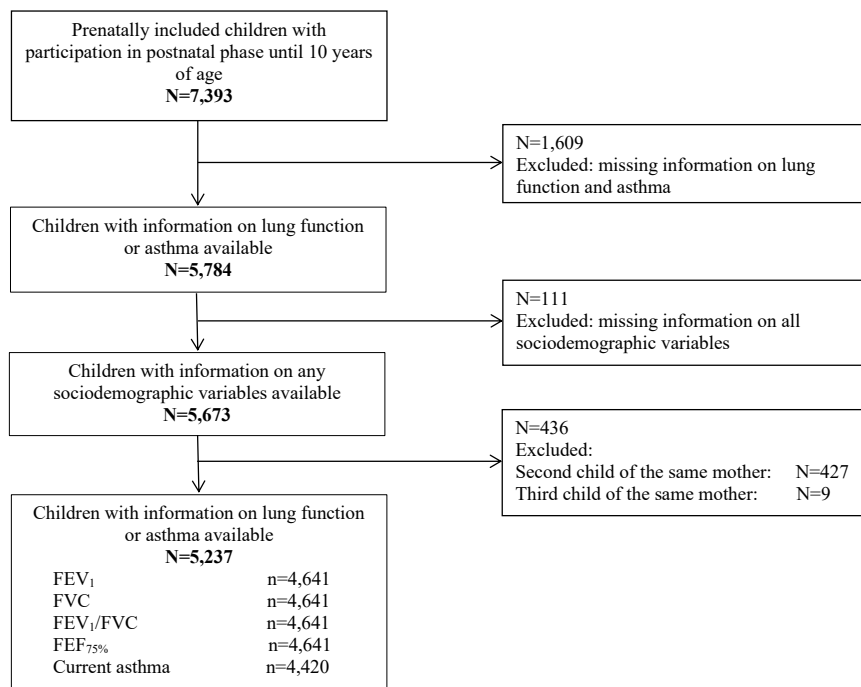 Prenatally included children with
participation in postnatal phase until 10 years
of age
N=7,393
N=1,609
Excluded: missing information on lung
function and asthma
Children with information on lung function
or asthma available
N=5,784
N=111
Excluded: missing information on all
sociodemographic variables
Children with information on any
sociodemographic variables available
N=5,673
N=436
Excluded:
Second child of the same mother: N=427
Third child of the same mother: N=9
Children with information on lung function
or asthma available
N=5,237
FEV₁ n=4,641
FVC n=4,641
FEV₁/FVC n=4,641
FEF₇₅% n=4,641
Current asthma n=4,420